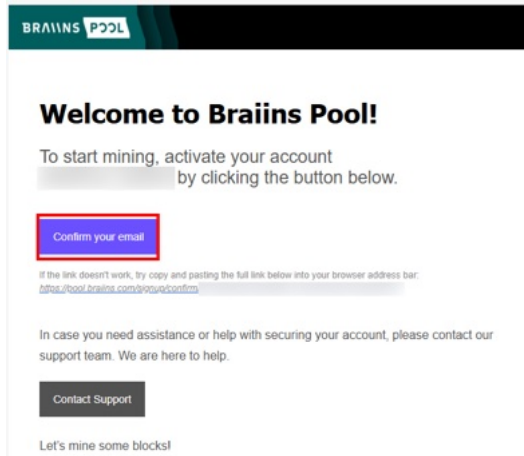 BRAIINS POOL
Welcome to Braiins Pool!
To start mining, activate your account
by clicking the button below.
Confirm your email
If the link doesn't work, try copy and pasting the full link below into your browser address bar:
https://pool.braiins.com/signup/confirm
In case you need assistance or help with securing your account, please contact our
support team. We are here to help.
Contact Support
Let's mine some blocks!